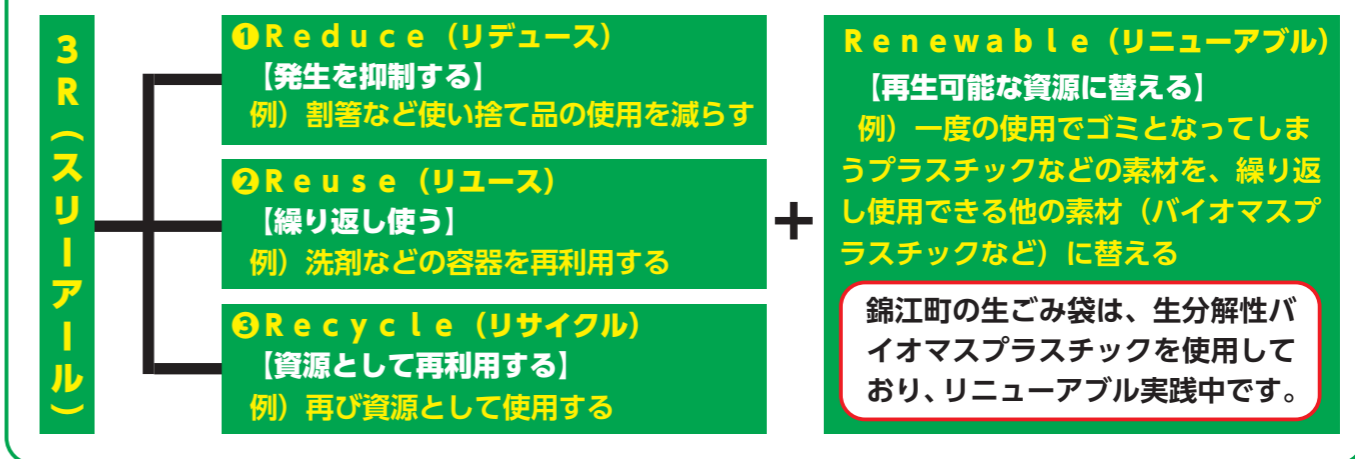 3R(スリーアール)
❶Reduce(リデュース)
【発生を抑制する】
例)割箸など使い捨て品の使用を減らす
❷Reuse(リユース)
【繰り返し使う】
例)洗剤などの容器を再利用する
❸Recycle(リサイクル)
【資源として再利用する】
例)再び資源として使用する
+
Renewable(リニューアブル)
【再生可能な資源に替える】
例)一度の使用でゴミとなってしま
うプラスチックなどの素材を、繰り返
し使用できる他の素材(バイオマスプ
ラスチックなど)に替える
錦江町の生ごみ袋は、生分解性バ
イオマスプラスチックを使用して
おり、リニューアブル実践中です。